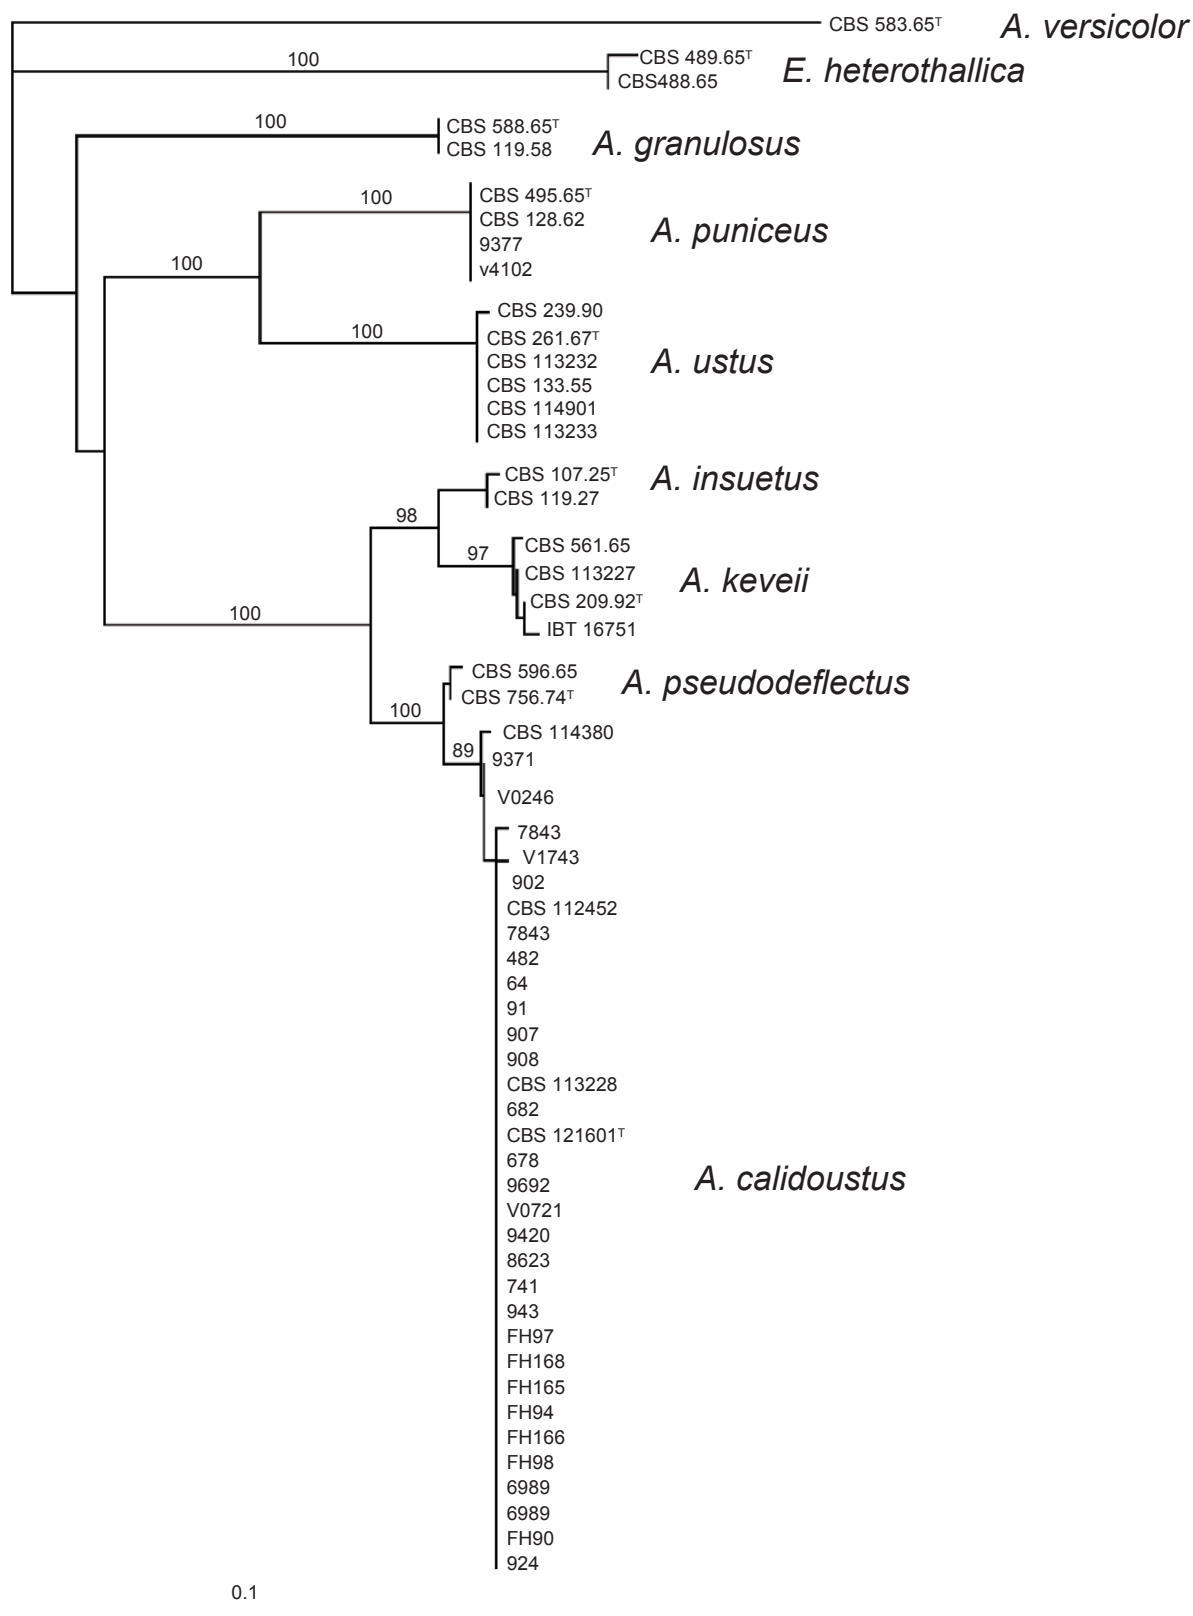 CBS 583.65ᵀ A. versicolor
100
CBS 489.65ᵀ
E. heterothallica
CBS488.65
100
CBS 588.65ᵀ
A. granulosus
CBS 119.58
100
CBS 495.65ᵀ
CBS 128.62
A. puniceus
9377
100
v4102
CBS 239.90
100
CBS 261.67ᵀ
CBS 113232
A. ustus
CBS 133.55
CBS 114901
CBS 113233
CBS 107.25ᵀ
A. insuetus
CBS 119.27
98
CBS 561.65
97
CBS 113227
A. keveii
CBS 209.92ᵀ
100
IBT 16751
CBS 596.65
A. pseudodeflectus
CBS 756.74ᵀ
100
CBS 114380
89
9371
V0246
7843
V1743
902
CBS 112452
7843
482
64
91
907
908
CBS 113228
682
CBS 121601ᵀ
678
A. calidoustus
9692
V0721
9420
8623
741
943
FH97
FH168
FH165
FH94
FH166
FH98
6989
6989
FH90
924
0.1